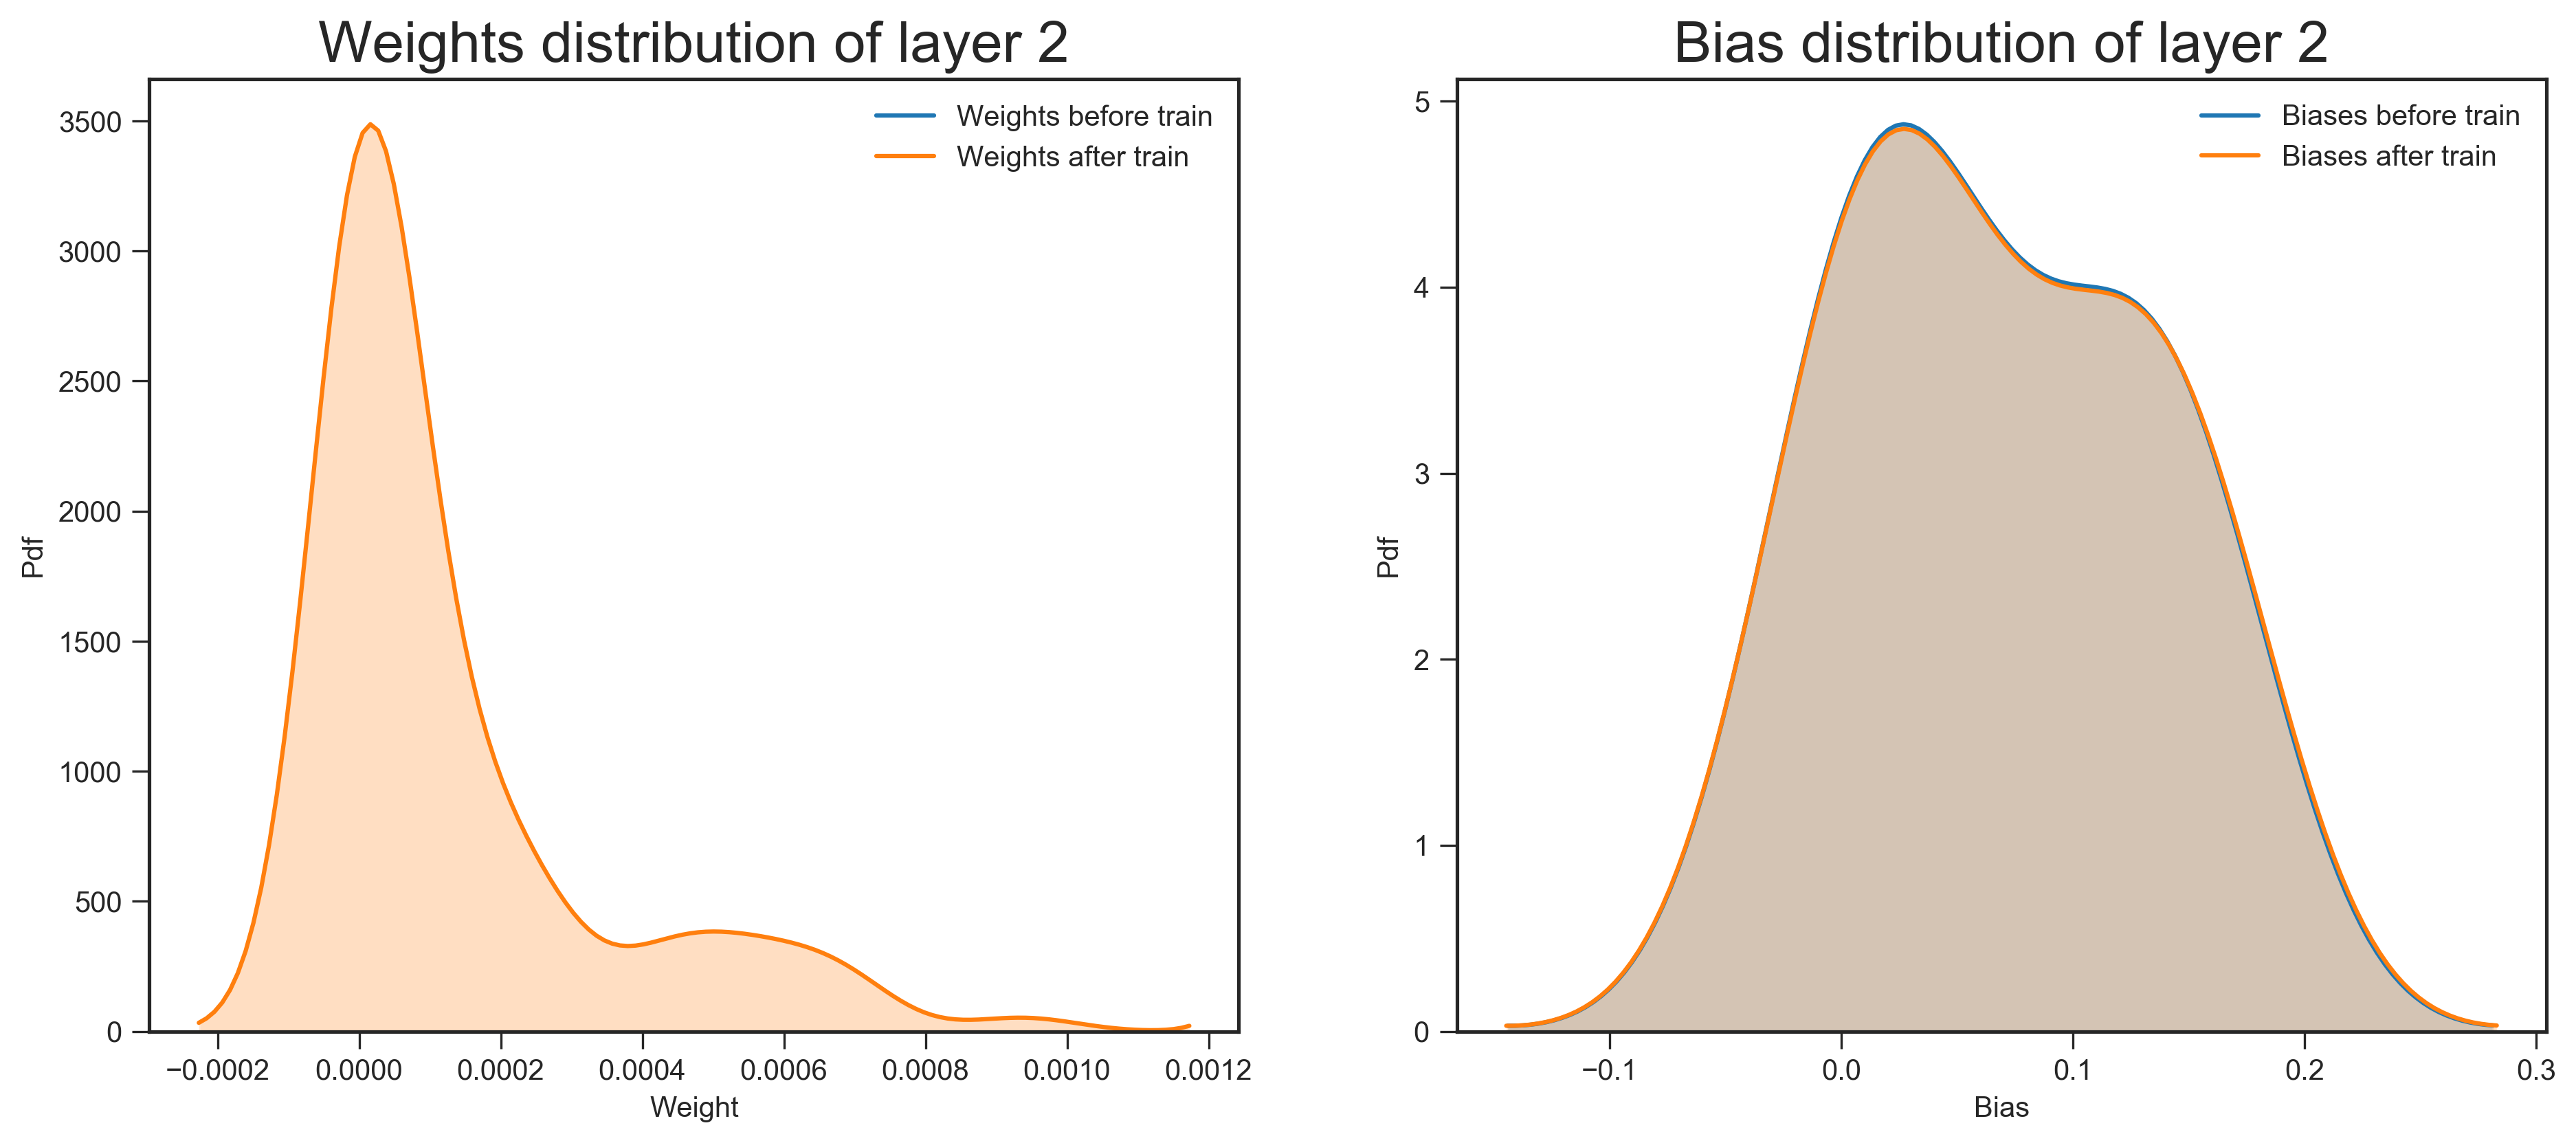 Weights distribution of layer 2
3500
3000
2500
2000
1500
1000
500
0
Pdf
−0.0002 0.0000 0.0002 0.0004 0.0006 0.0008 0.0010 0.0012
Weight
Weights before train
Weights after train
Bias distribution of layer 2
5
4
3
2
1
0
Pdf
−0.1 0.0 0.1 0.2 0.3
Bias
Biases before train
Biases after train